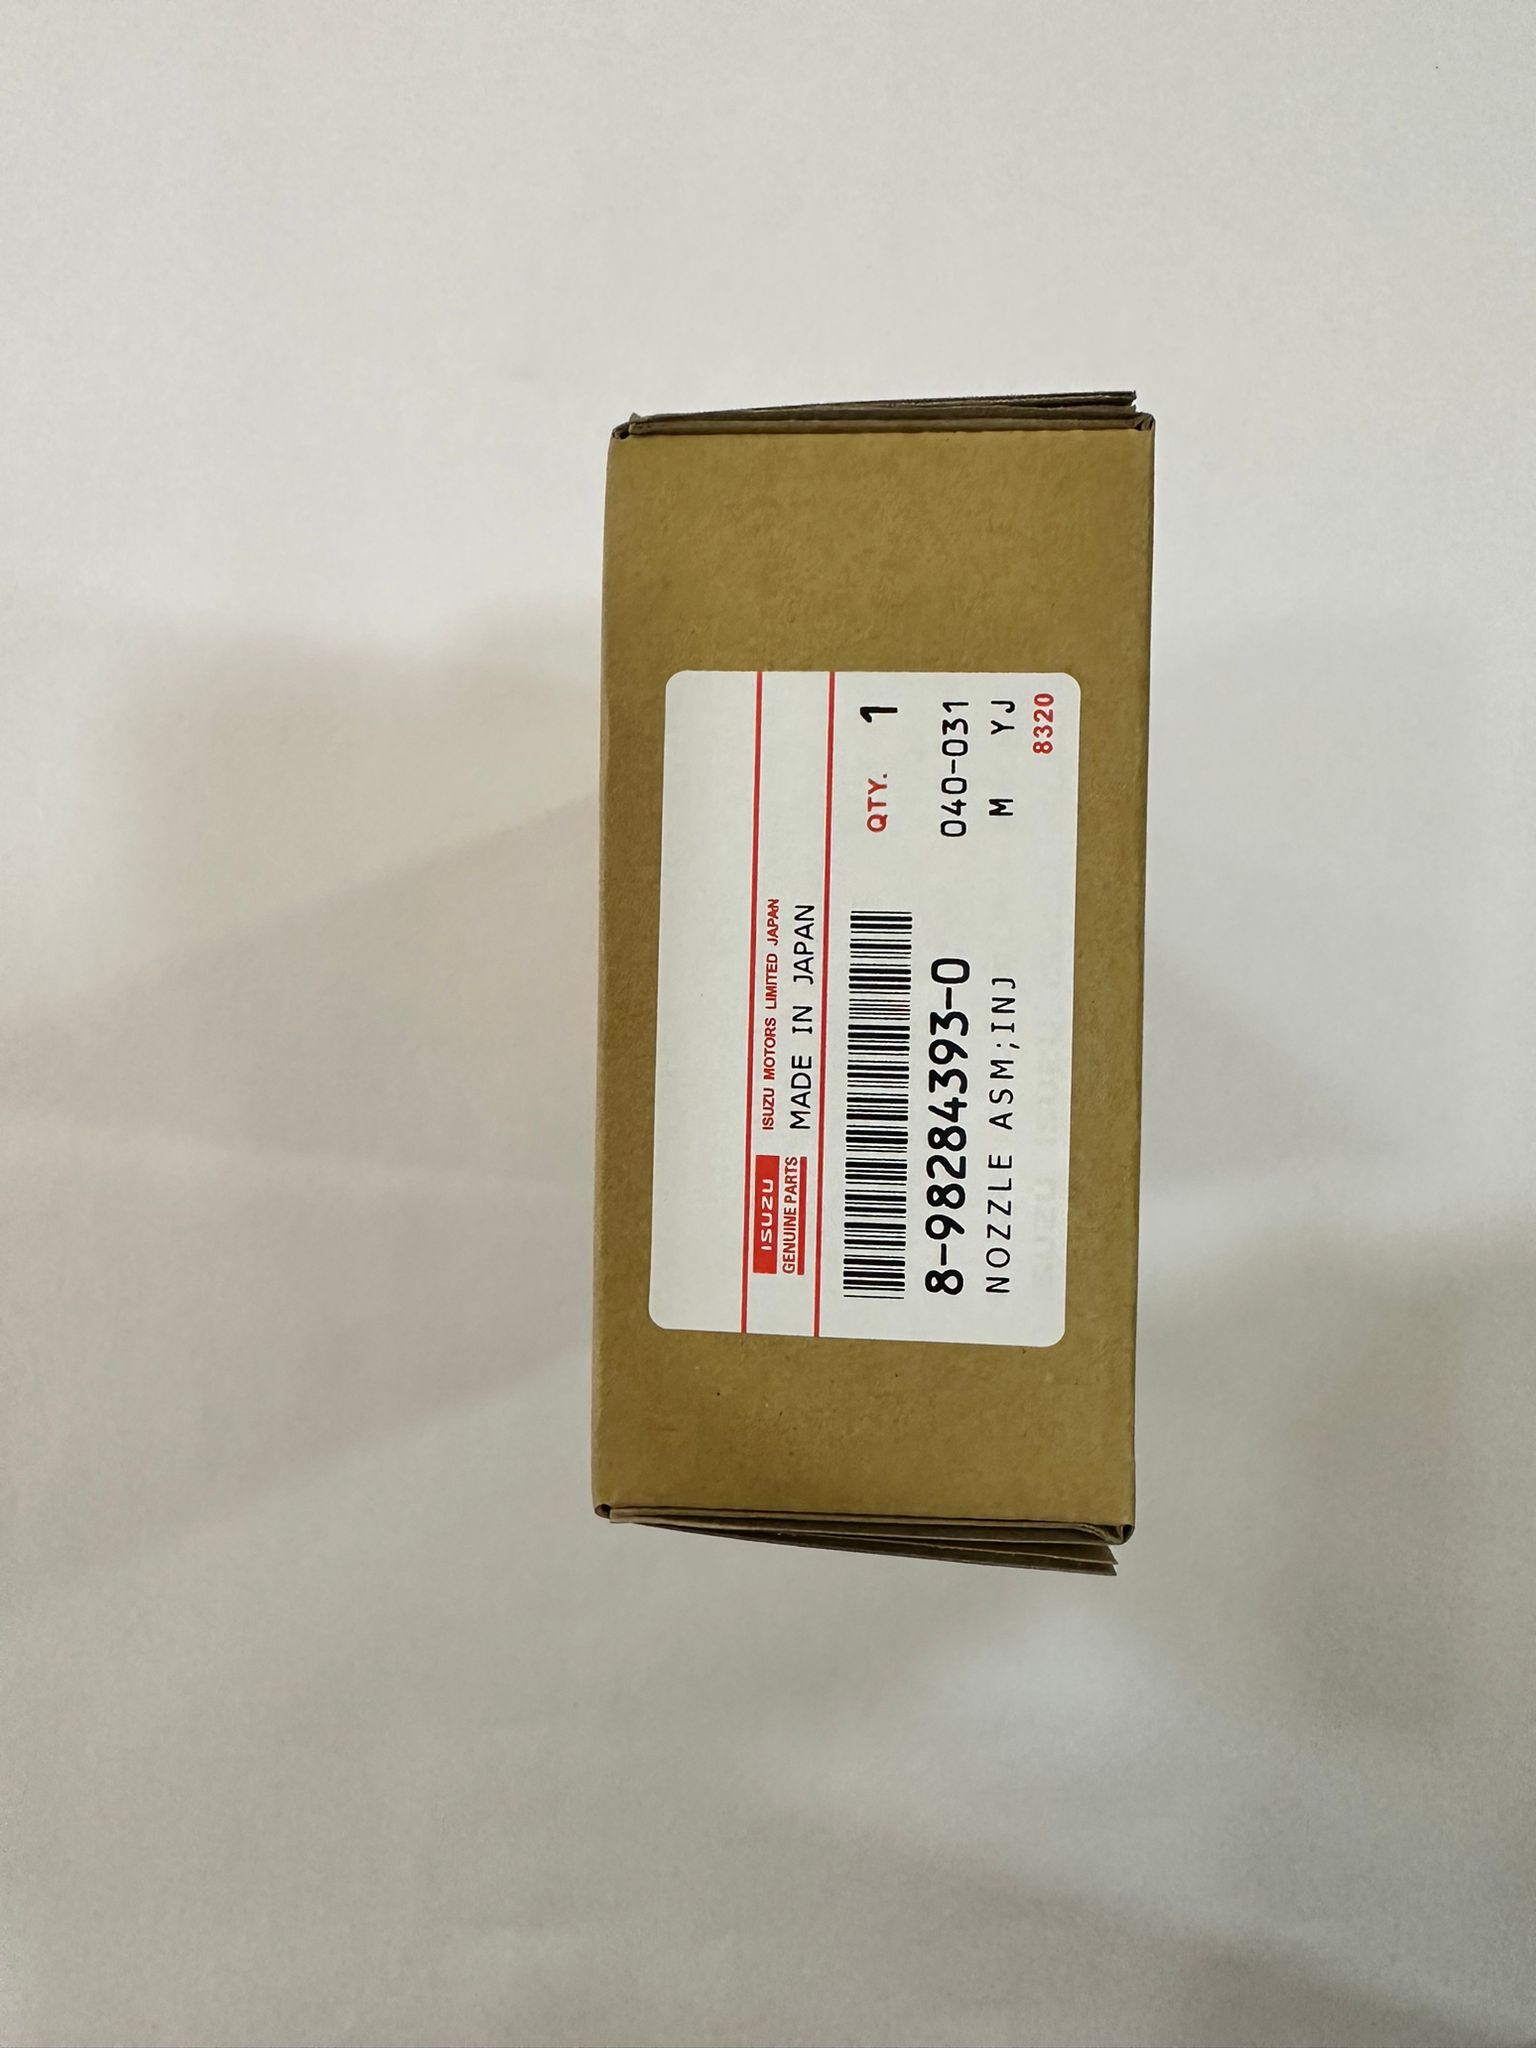 ISUZU
GENUINE PARTS
ISUZU MOTORS LIMITED JAPAN
MADE IN JAPAN
QTY. 1
8-98284393-0
040-031
NOZZLE ASM;INJ
M YJ
8320